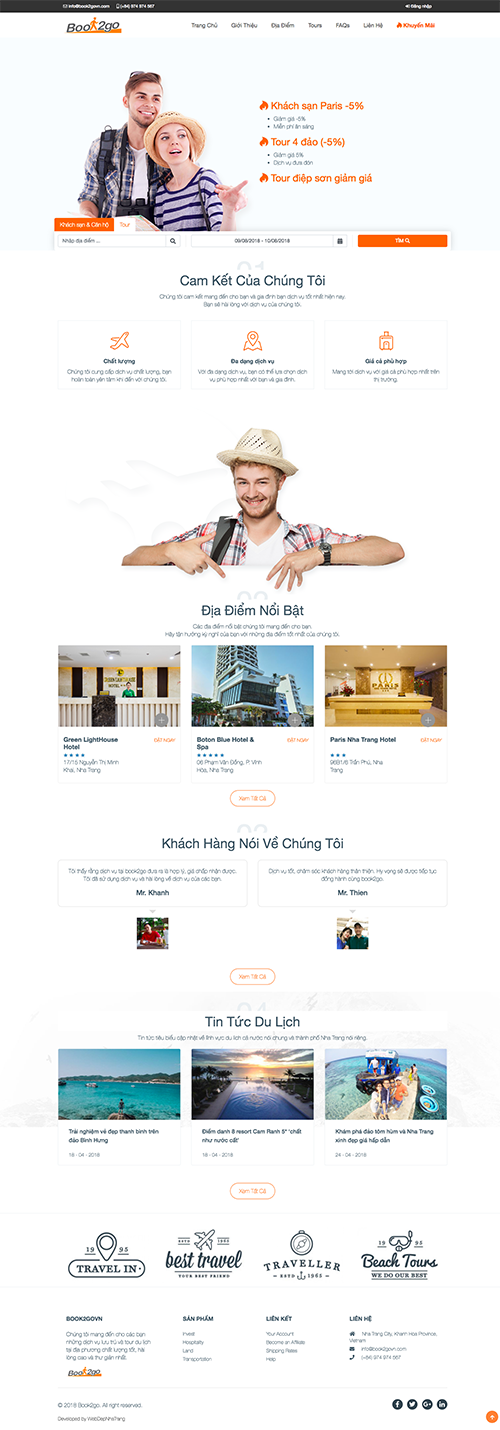 info@book2govn.com (+84) 974 974 567 Đăng nhập
Book2go
Trang Chủ Giới Thiệu Địa Điểm Tours FAQs Liên Hệ Khuyến Mãi
Khách sạn Paris -5%
Giảm giá -5%
Miễn phí ăn sáng
Tour 4 đảo (-5%)
Giảm giá 5%
Dịch vụ đưa đón
Tour điệp sơn giảm giá
Khách sạn & Căn hộ Tour
Nhập địa điểm ... 09/08/2018 - 10/08/2018 TÌM
01
Cam Kết Của Chúng Tôi
Chúng tôi cam kết mang đến cho bạn và gia đình bạn dịch vụ tốt nhất hiện nay.
Bạn sẽ hài lòng với dịch vụ của chúng tôi.
Chất lượng
Chúng tôi cung cấp dịch vụ chất lượng, bạn
hoàn toàn yên tâm khi đến với chúng tôi.
Đa dạng dịch vụ
Với đa dạng dịch vụ, bạn có thể lựa chọn dịch
vụ phù hợp nhất với bạn và gia đình.
Giá cả phù hợp
Mang tới dịch vụ với giá cả phù hợp nhất trên
thị trường.
02
Địa Điểm Nổi Bật
Các địa điểm nổi bật chúng tôi mang đến cho bạn.
Hãy tận hưởng kỳ nghĩ của bạn với những địa điểm tốt nhất của chúng tôi.
PARIS
Green LightHouse
Hotel
ĐẶT NGAY
17/15 Nguyễn Thị Minh
Khai, Nha Trang
Boton Blue Hotel &
Spa
ĐẶT NGAY
06 Phạm Văn Đồng, P. Vĩnh
Hòa, Nha Trang
Paris Nha Trang Hotel
ĐẶT NGAY
96B1/6 Trần Phú, Nha
Trang
Xem Tất Cả
03
Khách Hàng Nói Về Chúng Tôi
Tôi thấy rằng dịch vụ tại book2go đưa ra là hợp lý, giá chấp nhận được.
Tôi đã sử dụng dịch vụ và hài lòng về dịch vụ của các bạn.
Mr. Khanh
Dịch vụ tốt, chăm sóc khách hàng thân thiện. Hy vọng sẽ được tiếp tục
đồng hành cùng book2go.
Mr. Thien
Xem Tất Cả
04
Tin Tức Du Lịch
Tin tức tiêu biểu cập nhật về lĩnh vực du lịch cả nước nói chung và thành phố Nha Trang nói riêng.
Trải nghiệm vẻ đẹp thanh bình trên
đảo Bình Hưng
18 - 04 - 2018
Điểm danh 8 resort Cam Ranh 5* 'chất
như nước cất'
18 - 04 - 2018
Khám phá đảo tôm hùm và Nha Trang
xinh đẹp giá hấp dẫn
24 - 04 - 2018
Xem Tất Cả
1995
TRAVEL IN
ESTD 1969
best travel
YOUR BEST FRIEND
TRAVELLER
ESTD 1965
1995
Beach Tours
WE DO OUR BEST
BOOK2GOVN
Chúng tôi mang đến cho các bạn
những dịch vụ lưu trú và tour du lịch
tại địa phương chất lượng tốt, hài
lòng cao và thư giản nhất.
Book2go
SẢN PHẨM
Invest
Hospitality
Land
Transportation
LIÊN KẾT
Your Account
Become an Affiliate
Shipping Rates
Help
LIÊN HỆ
Nha Trang City, Khanh Hoa Province,
Vietnam
info@book2govn.com
(+84) 974 974 567
© 2018 Book2go. All right reserved.
Developed by WebDepNhaTrang